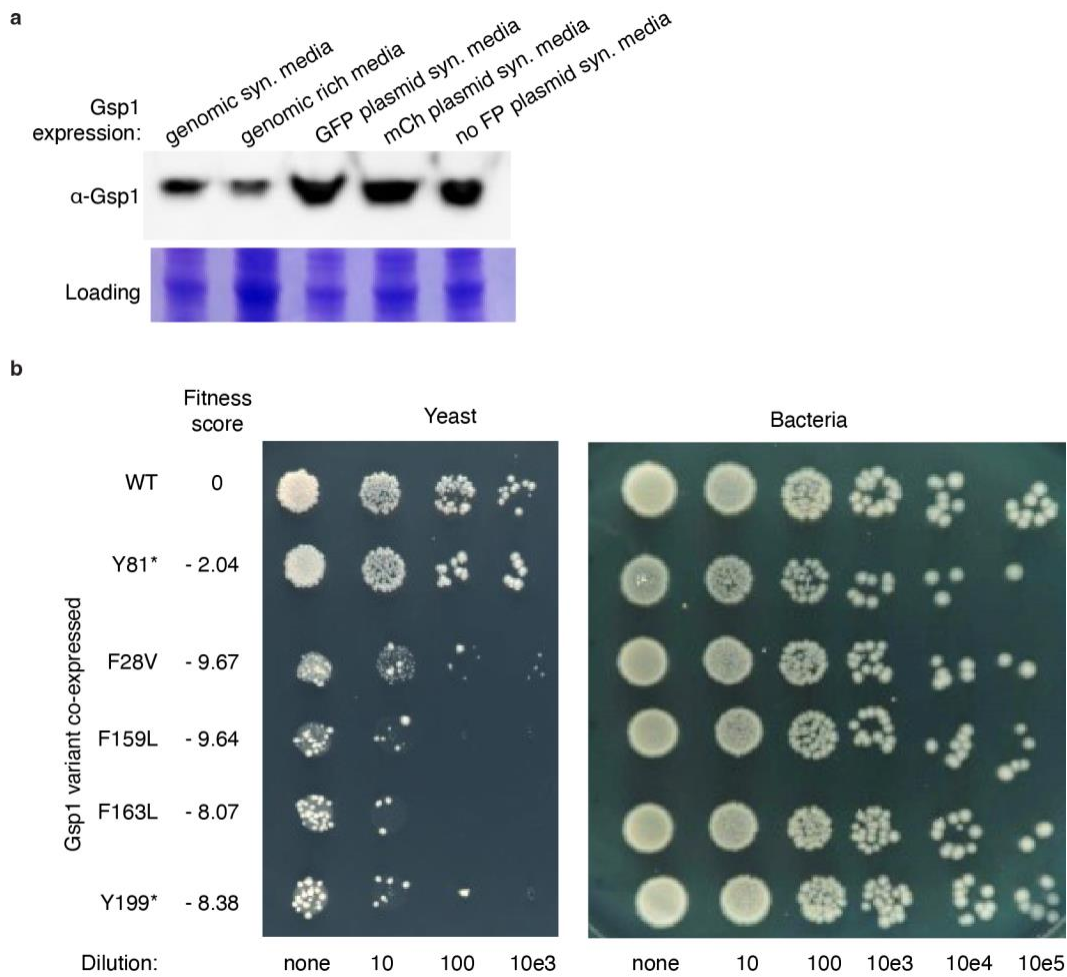 a
Gsp1
expression:
genomic syn. media
genomic rich media
GFP plasmid syn. media
mCh plasmid syn. media
no FP plasmid syn. media
α-Gsp1
Loading
b
Fitness
score
Yeast
Bacteria
Gsp1 variant co-expressed
WT 0
Y81* - 2.04
F28V - 9.67
F159L - 9.64
F163L - 8.07
Y199* - 8.38
Dilution: none 10 100 10e3 none 10 100 10e3 10e4 10e5